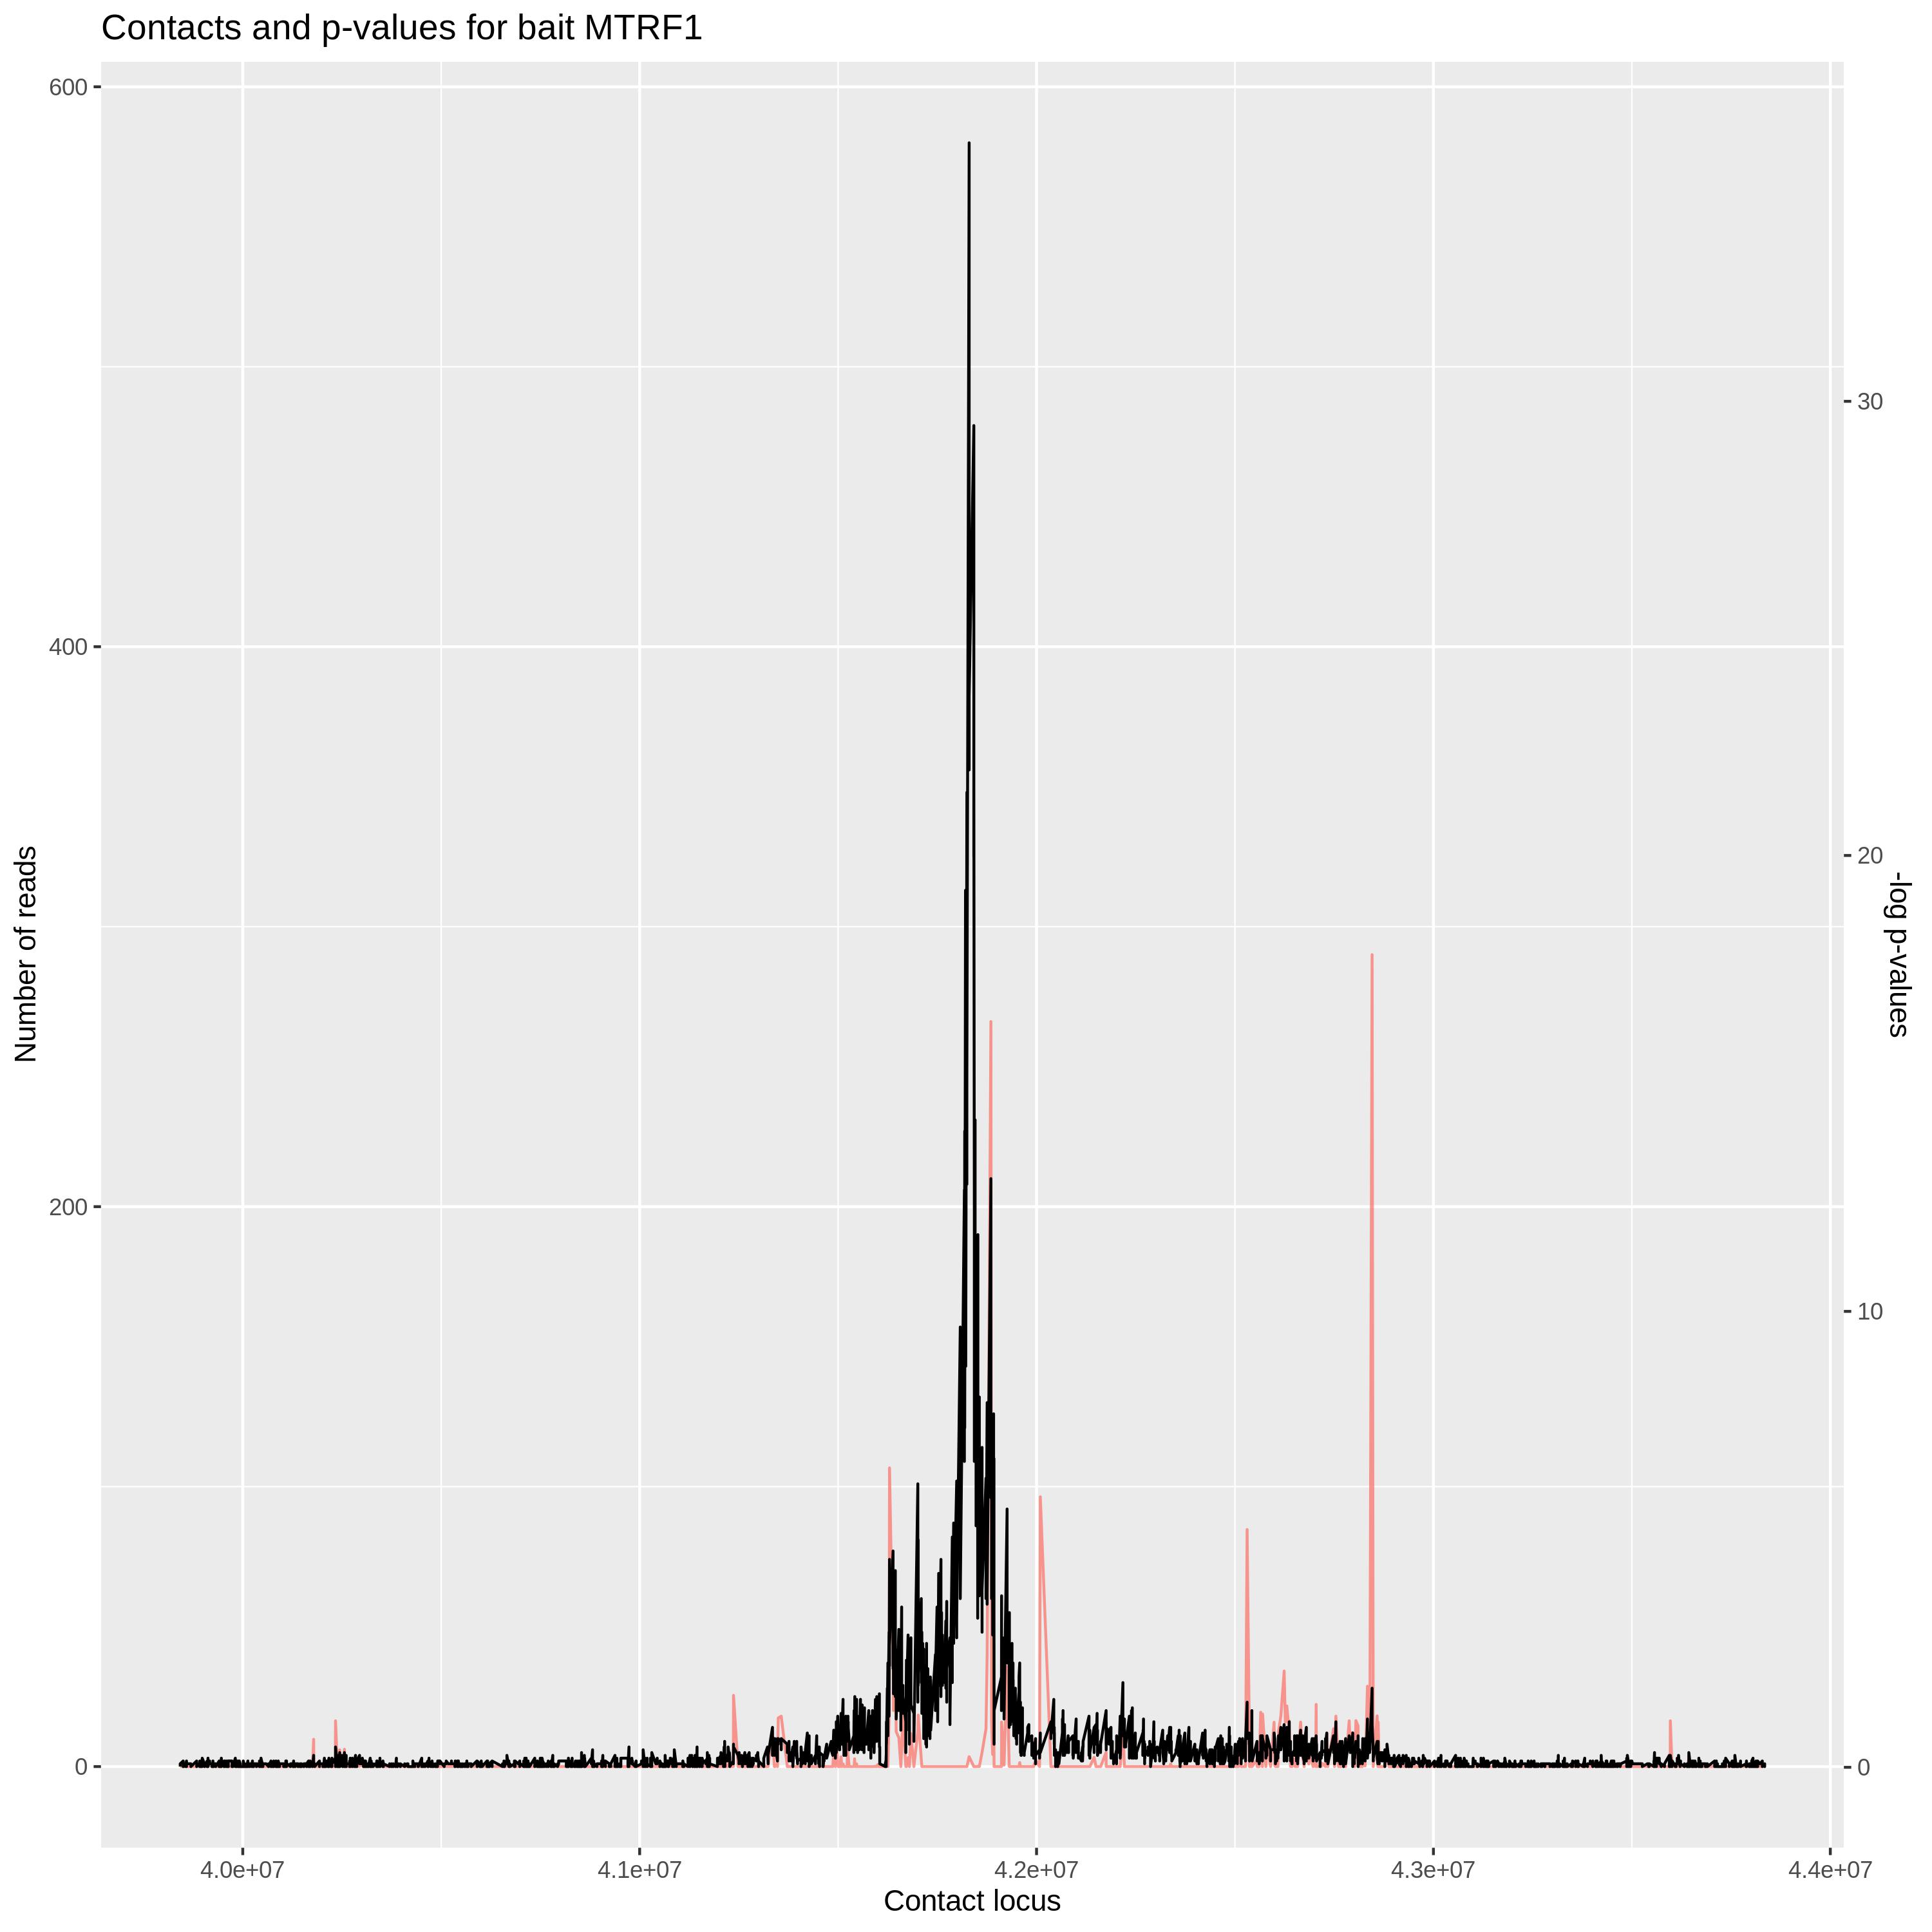 Contacts and p-values for bait MTRF1
600
400
200
0
Number of reads
30
20
10
0
-log p-values
4.0e+07
4.1e+07
4.2e+07
4.3e+07
4.4e+07
Contact locus